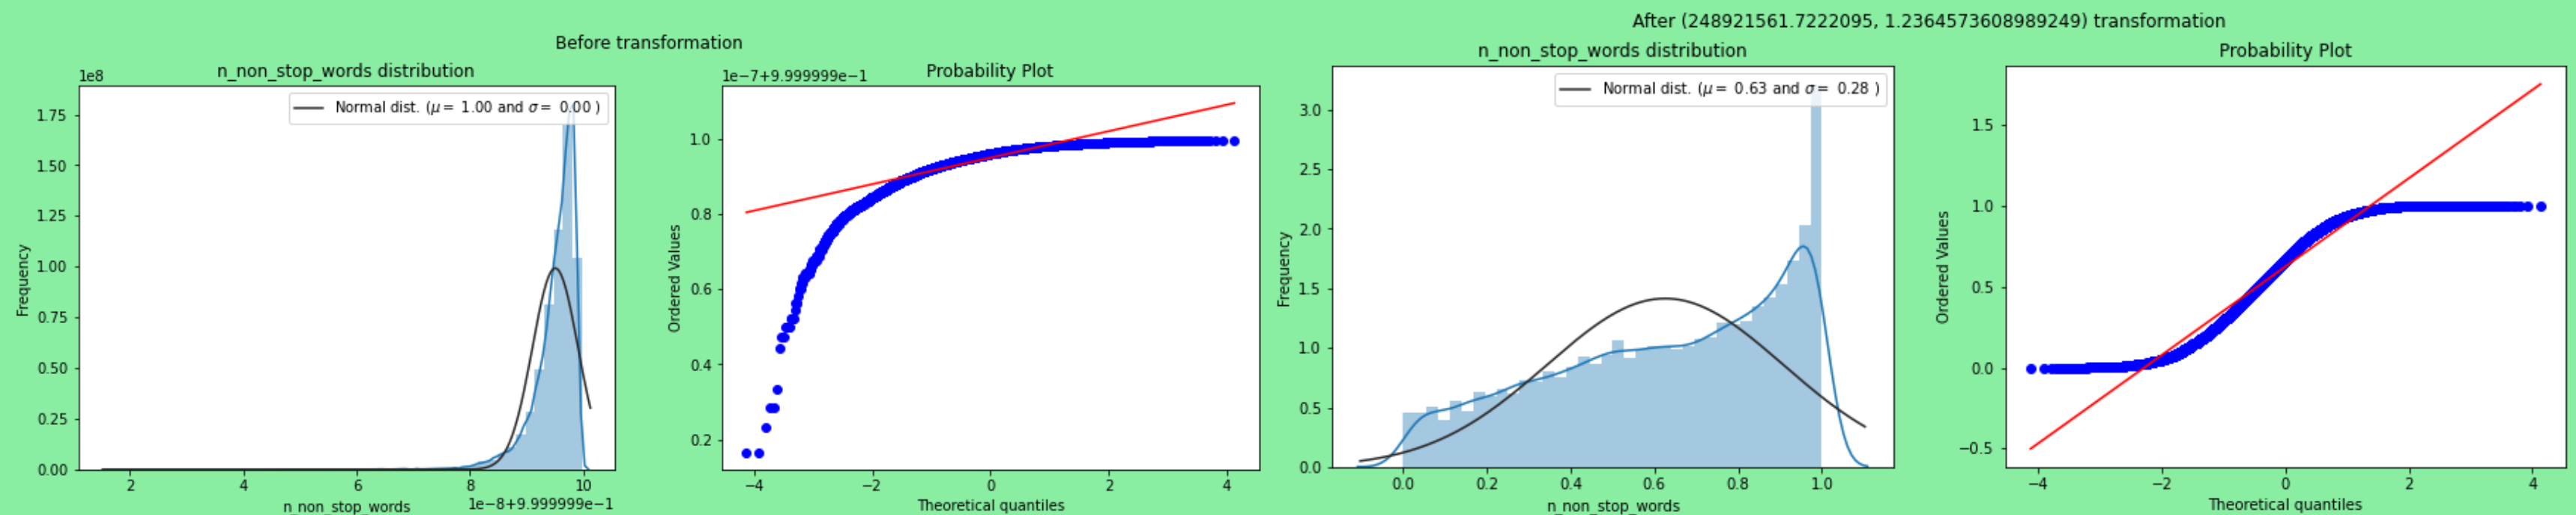 Before transformation
n_non_stop_words distribution
1e8
Normal dist. (μ= 1.00 and σ= 0.00 )
Frequency
1.75
1.50
1.25
1.00
0.75
0.50
0.25
0.00
2 4 6 8 10
1e-8+9.999999e-1
n_non_stop_words
Probability Plot
1e-7+9.999999e-1
Ordered Values
1.0
0.8
0.6
0.4
0.2
−4 −2 0 2 4
Theoretical quantiles
After (248921561.7222095, 1.2364573608989249) transformation
n_non_stop_words distribution
Normal dist. (μ= 0.63 and σ= 0.28 )
Frequency
3.0
2.5
2.0
1.5
1.0
0.5
0.0
0.0 0.2 0.4 0.6 0.8 1.0
n_non_stop_words
Probability Plot
Ordered Values
1.5
1.0
0.5
0.0
−0.5
−4 −2 0 2 4
Theoretical quantiles